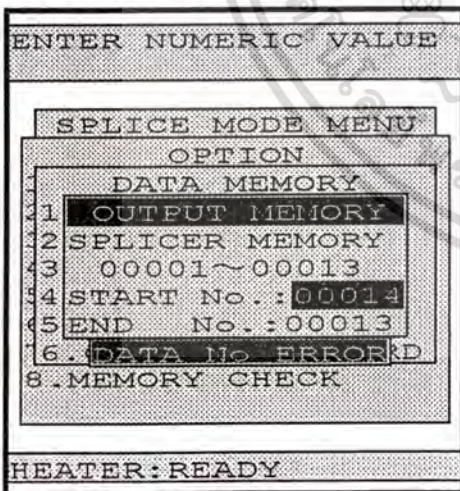 ENTER NUMERIC VALUE
SPLICE MODE MENU
OPTION
DATA MEMORY
1 OUTPUT MEMORY
2 SPLICER MEMORY
3 00001~00013
4 START No.:00014
5 END No.:00013
6. DATA No ERROR RD
8.MEMORY CHECK
HEATER:READY